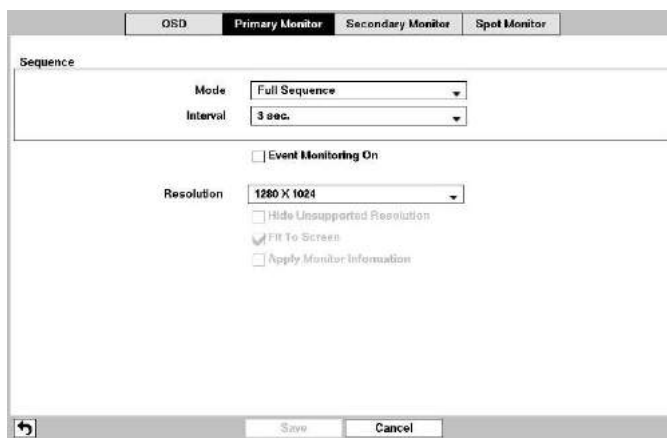 OSD Primary Monitor Secondary Monitor Spot Monitor
Sequence
Mode Full Sequence
Interval 3 sec.
Event Monitoring On
Resolution 1280 X 1024
Hide Unsupported Resolution
Fit To Screen
Apply Monitor Information
Save Cancel